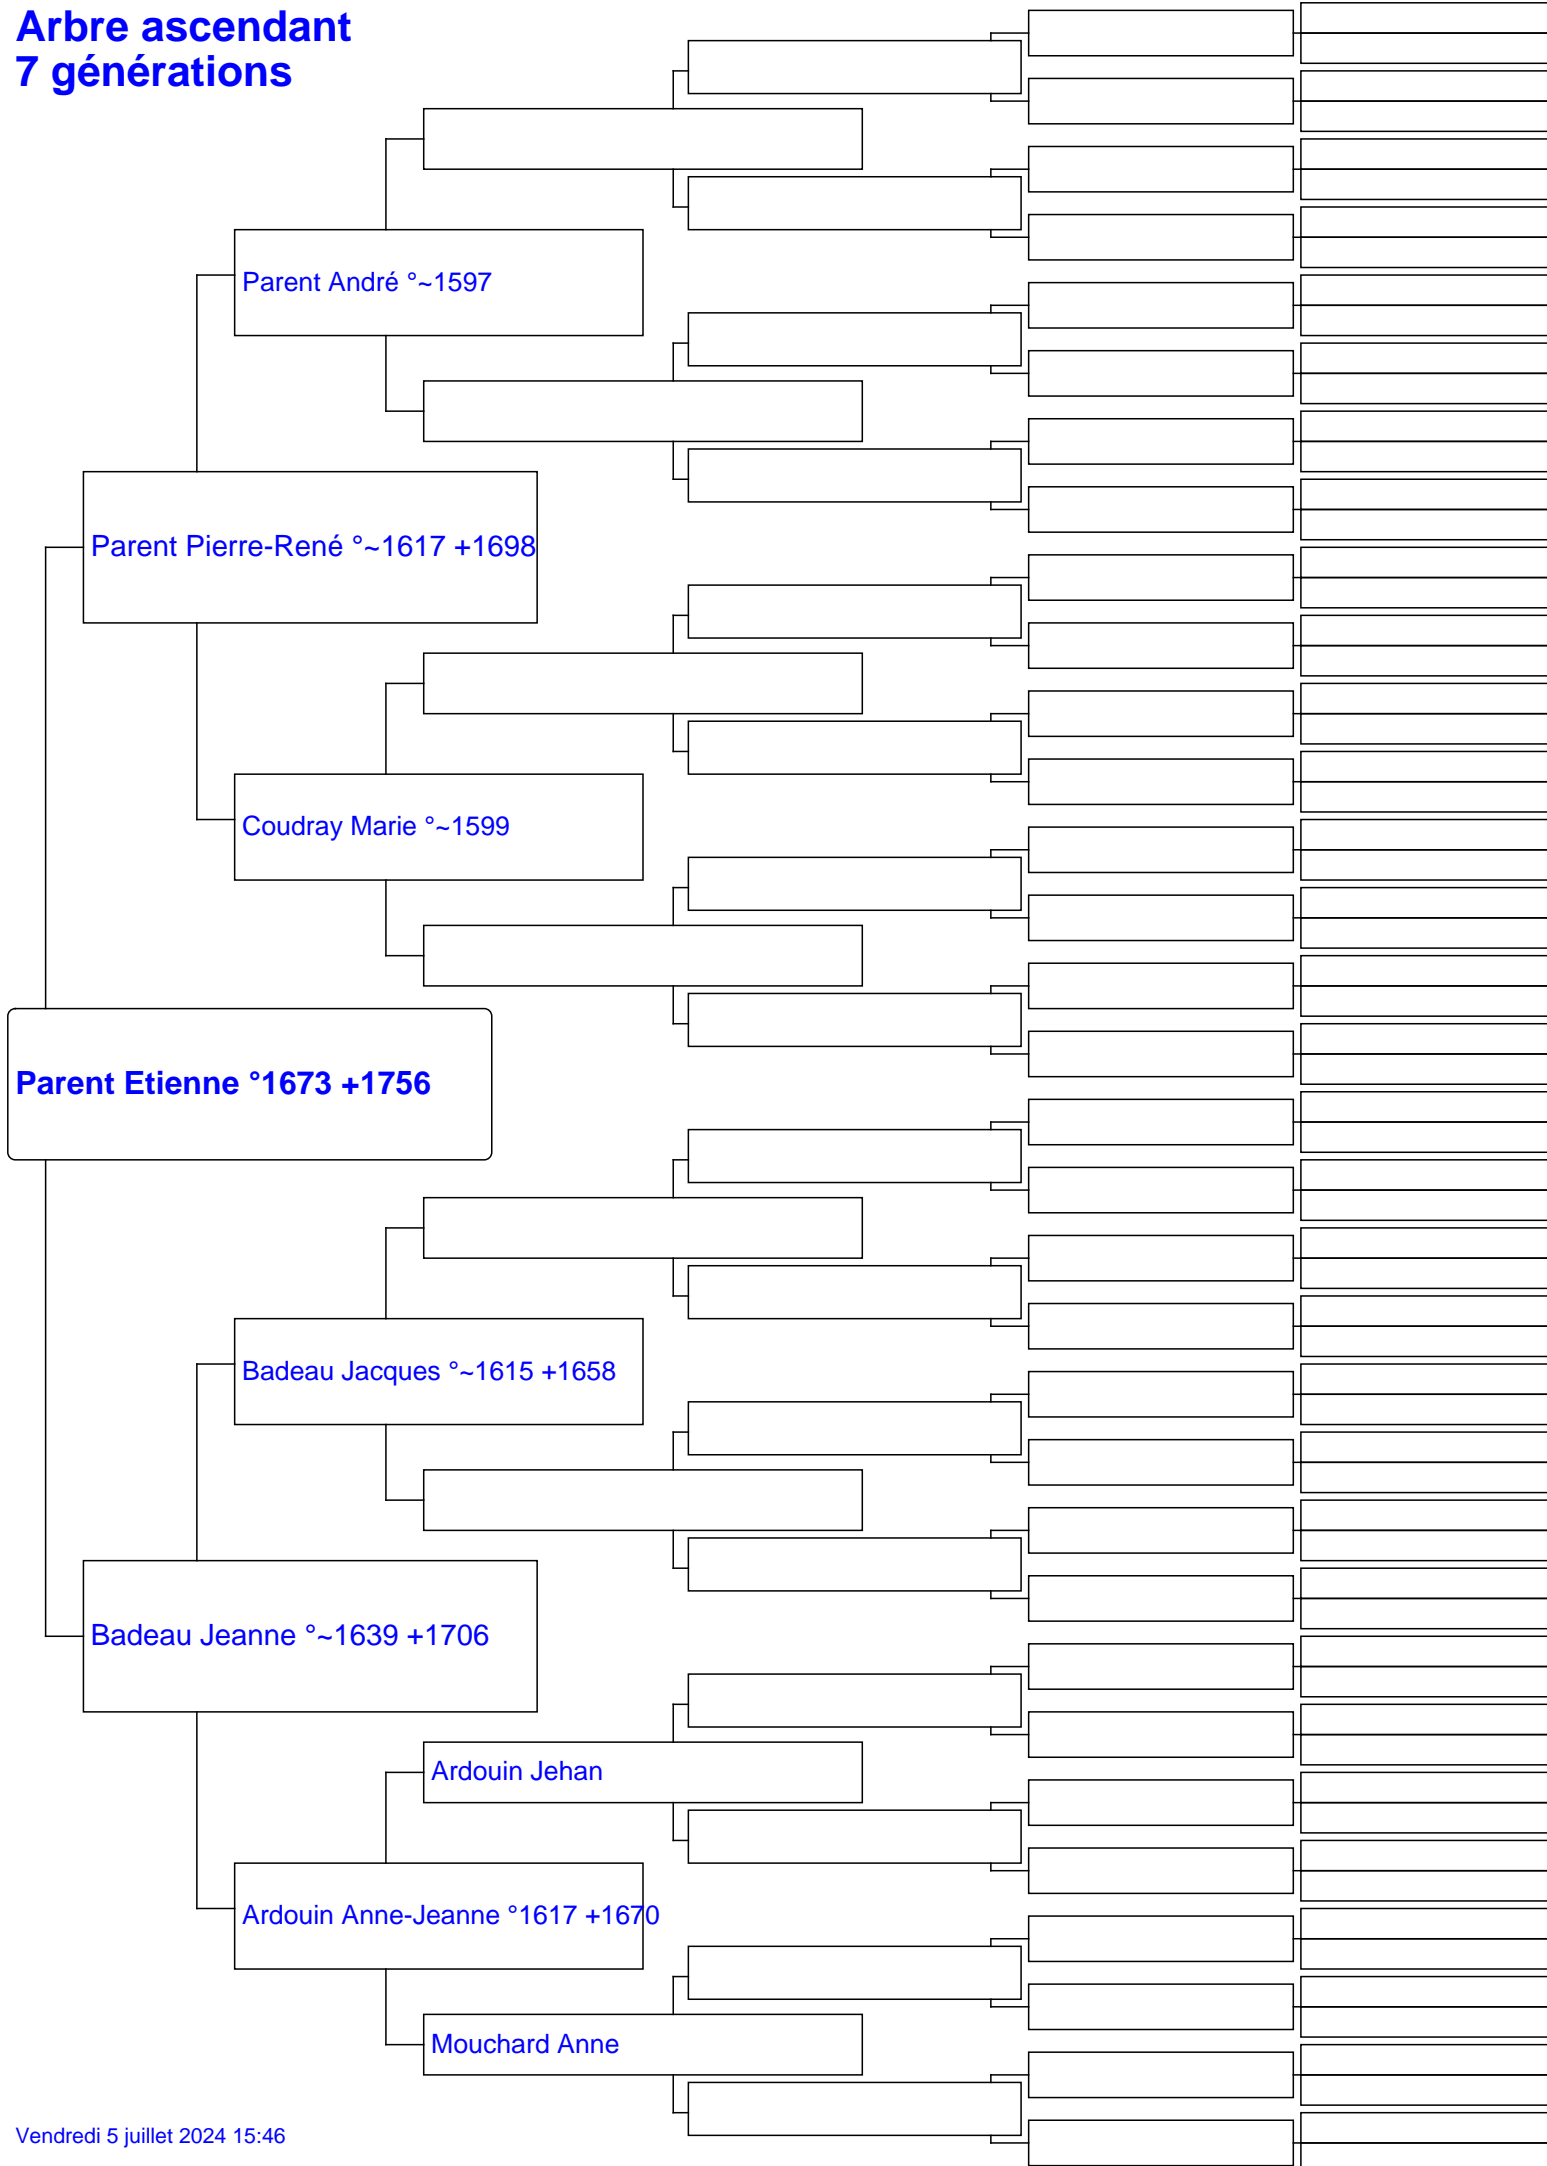 Arbre ascendant
7 générations
Parent André °~1597
Parent Pierre-René °~1617 +1698
Coudray Marie °~1599
Parent Etienne °1673 +1756
Badeau Jacques °~1615 +1658
Badeau Jeanne °~1639 +1706
Ardouin Jehan
Ardouin Anne-Jeanne °1617 +1670
Mouchard Anne
Vendredi 5 juillet 2024 15:46